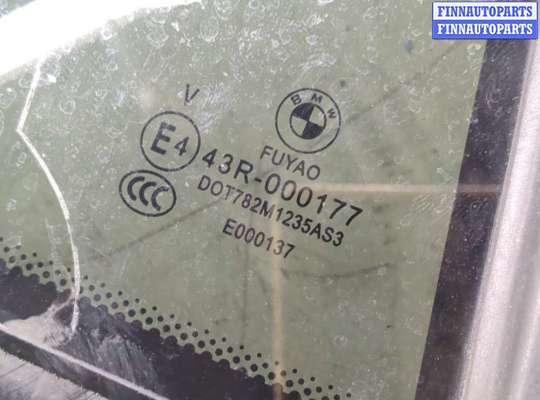 FINNAUTOPARTS
FINNAUTOPARTS
BMW
V
FUYAO
E4
43R-000177
CCC
DOT782M1235AS3
E000137